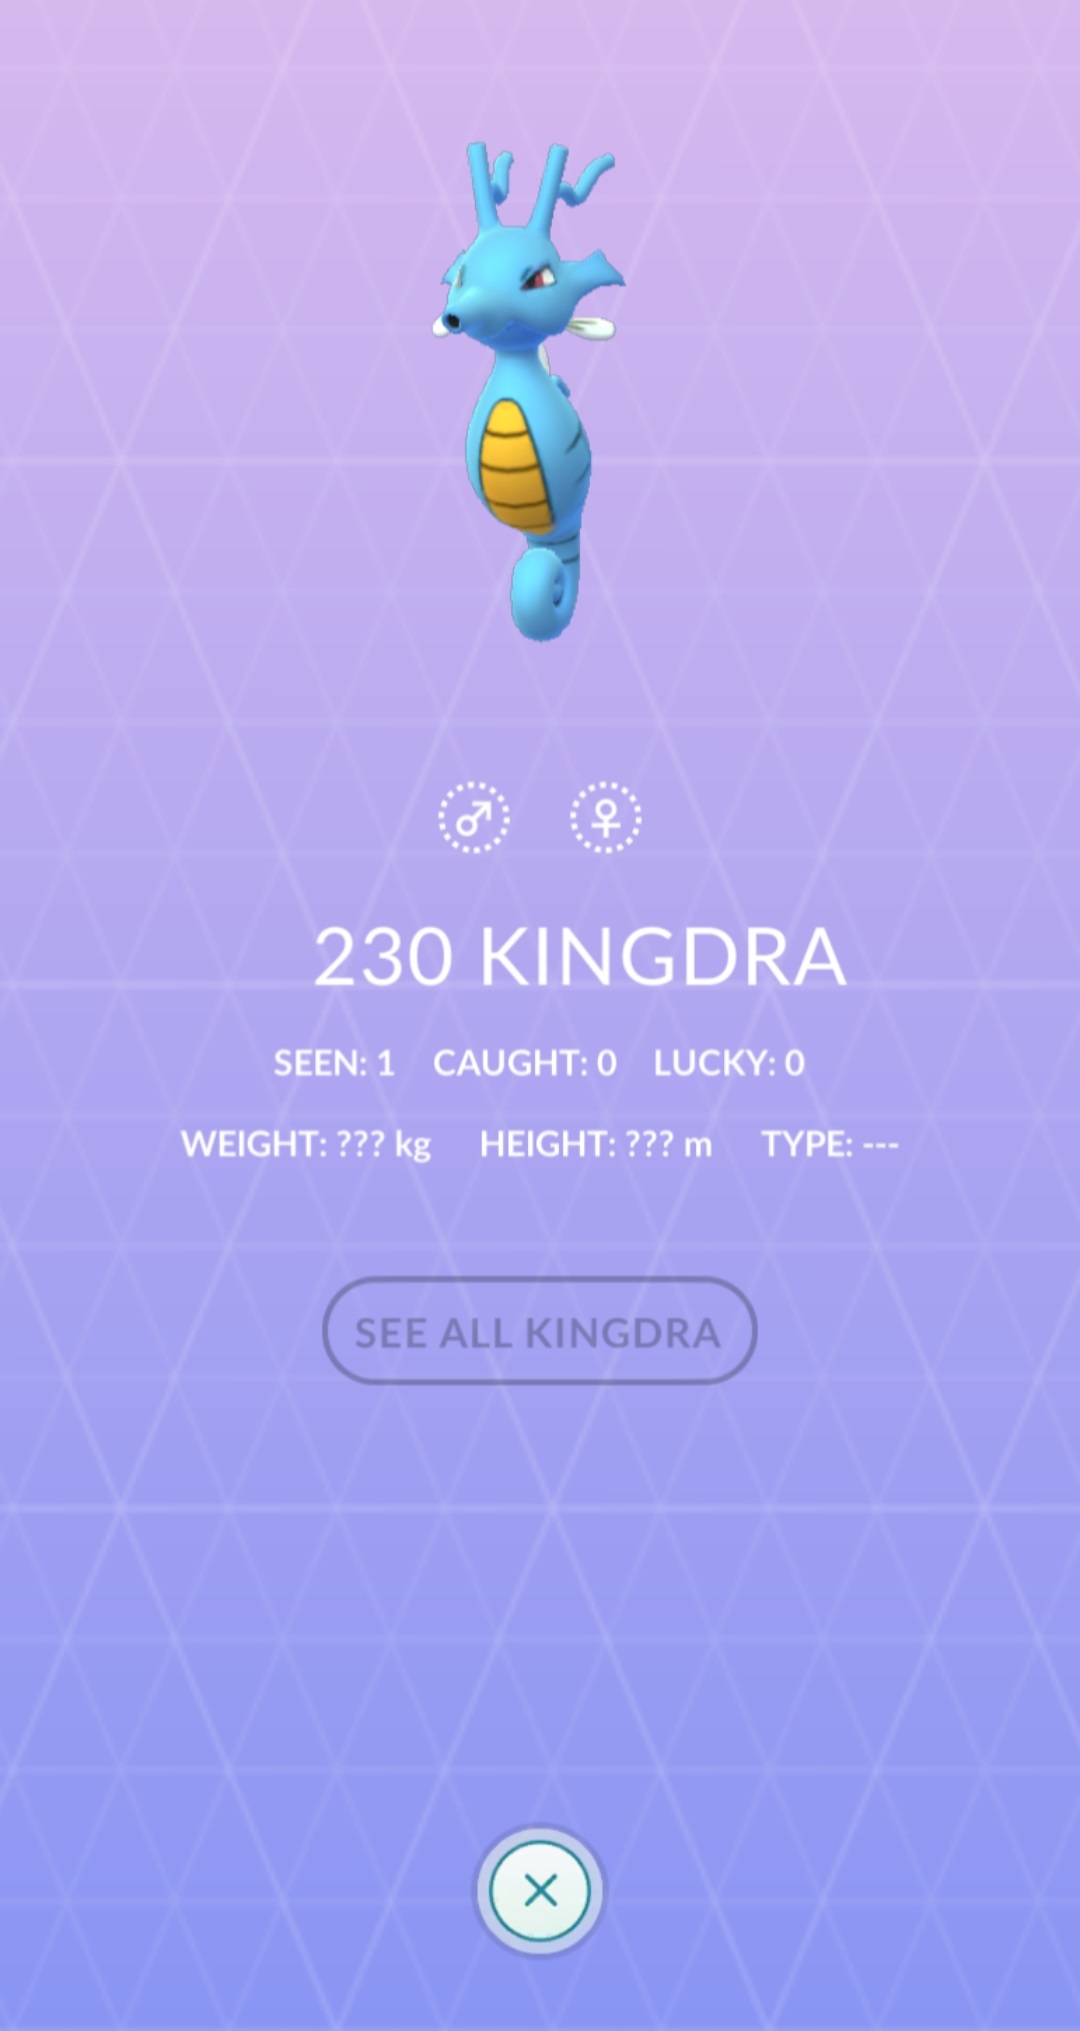 230 KINGDRA
SEEN: 1 CAUGHT: 0 LUCKY: 0
WEIGHT: ??? kg HEIGHT: ??? m TYPE: ---
SEE ALL KINGDRA